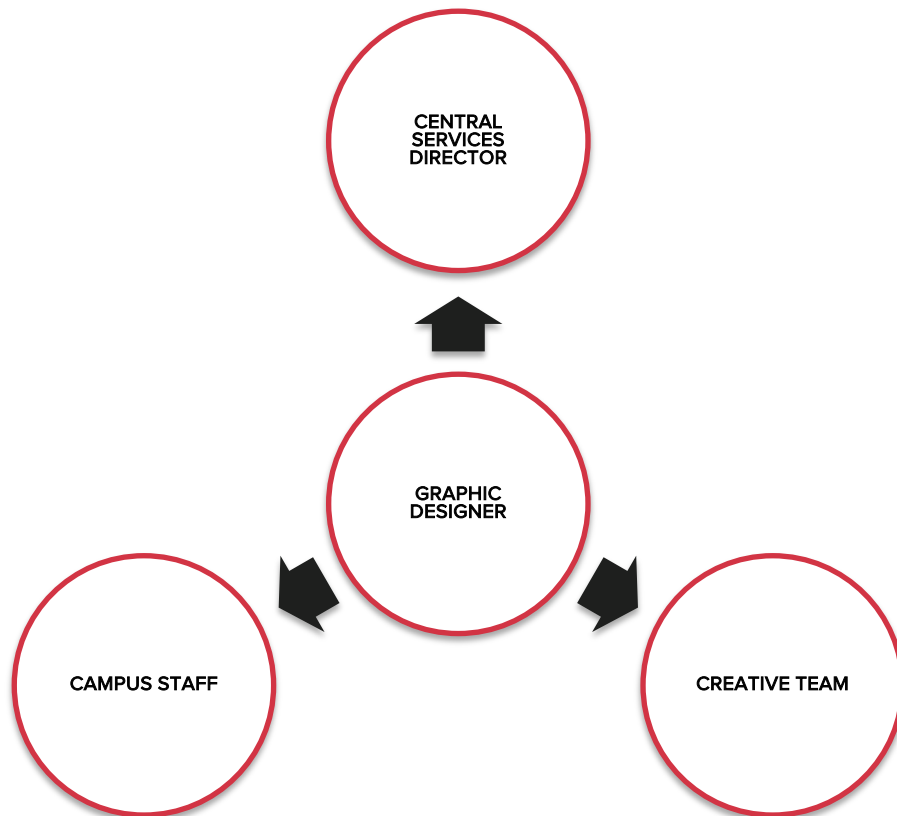 CENTRAL
SERVICES
DIRECTOR
GRAPHIC
DESIGNER
CAMPUS STAFF
CREATIVE TEAM